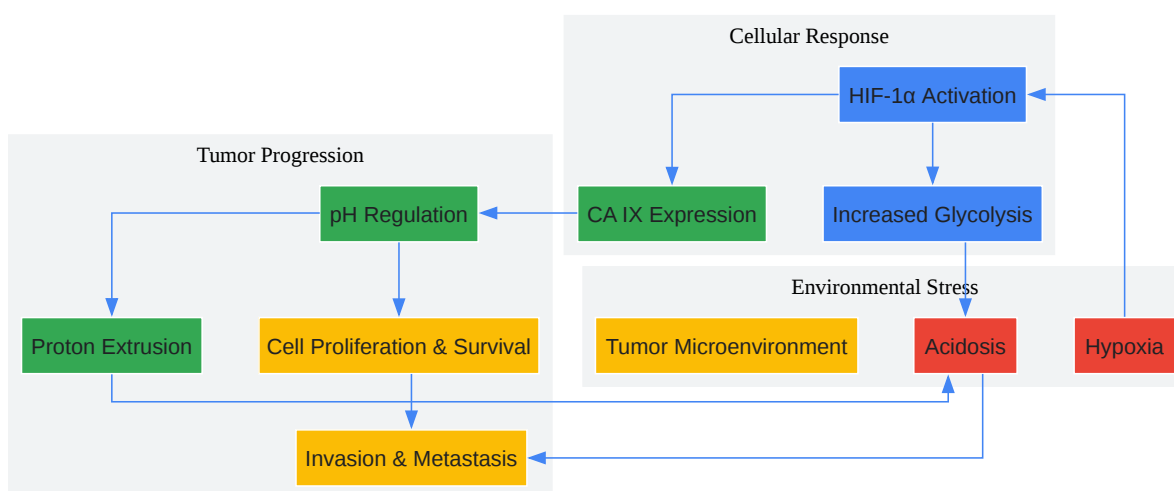 Cellular Response
HIF-1α Activation
Tumor Progression
pH Regulation
CA IX Expression
Increased Glycolysis
Environmental Stress
Proton Extrusion
Cell Proliferation & Survival
Tumor Microenvironment
Acidosis
Hypoxia
Invasion & Metastasis